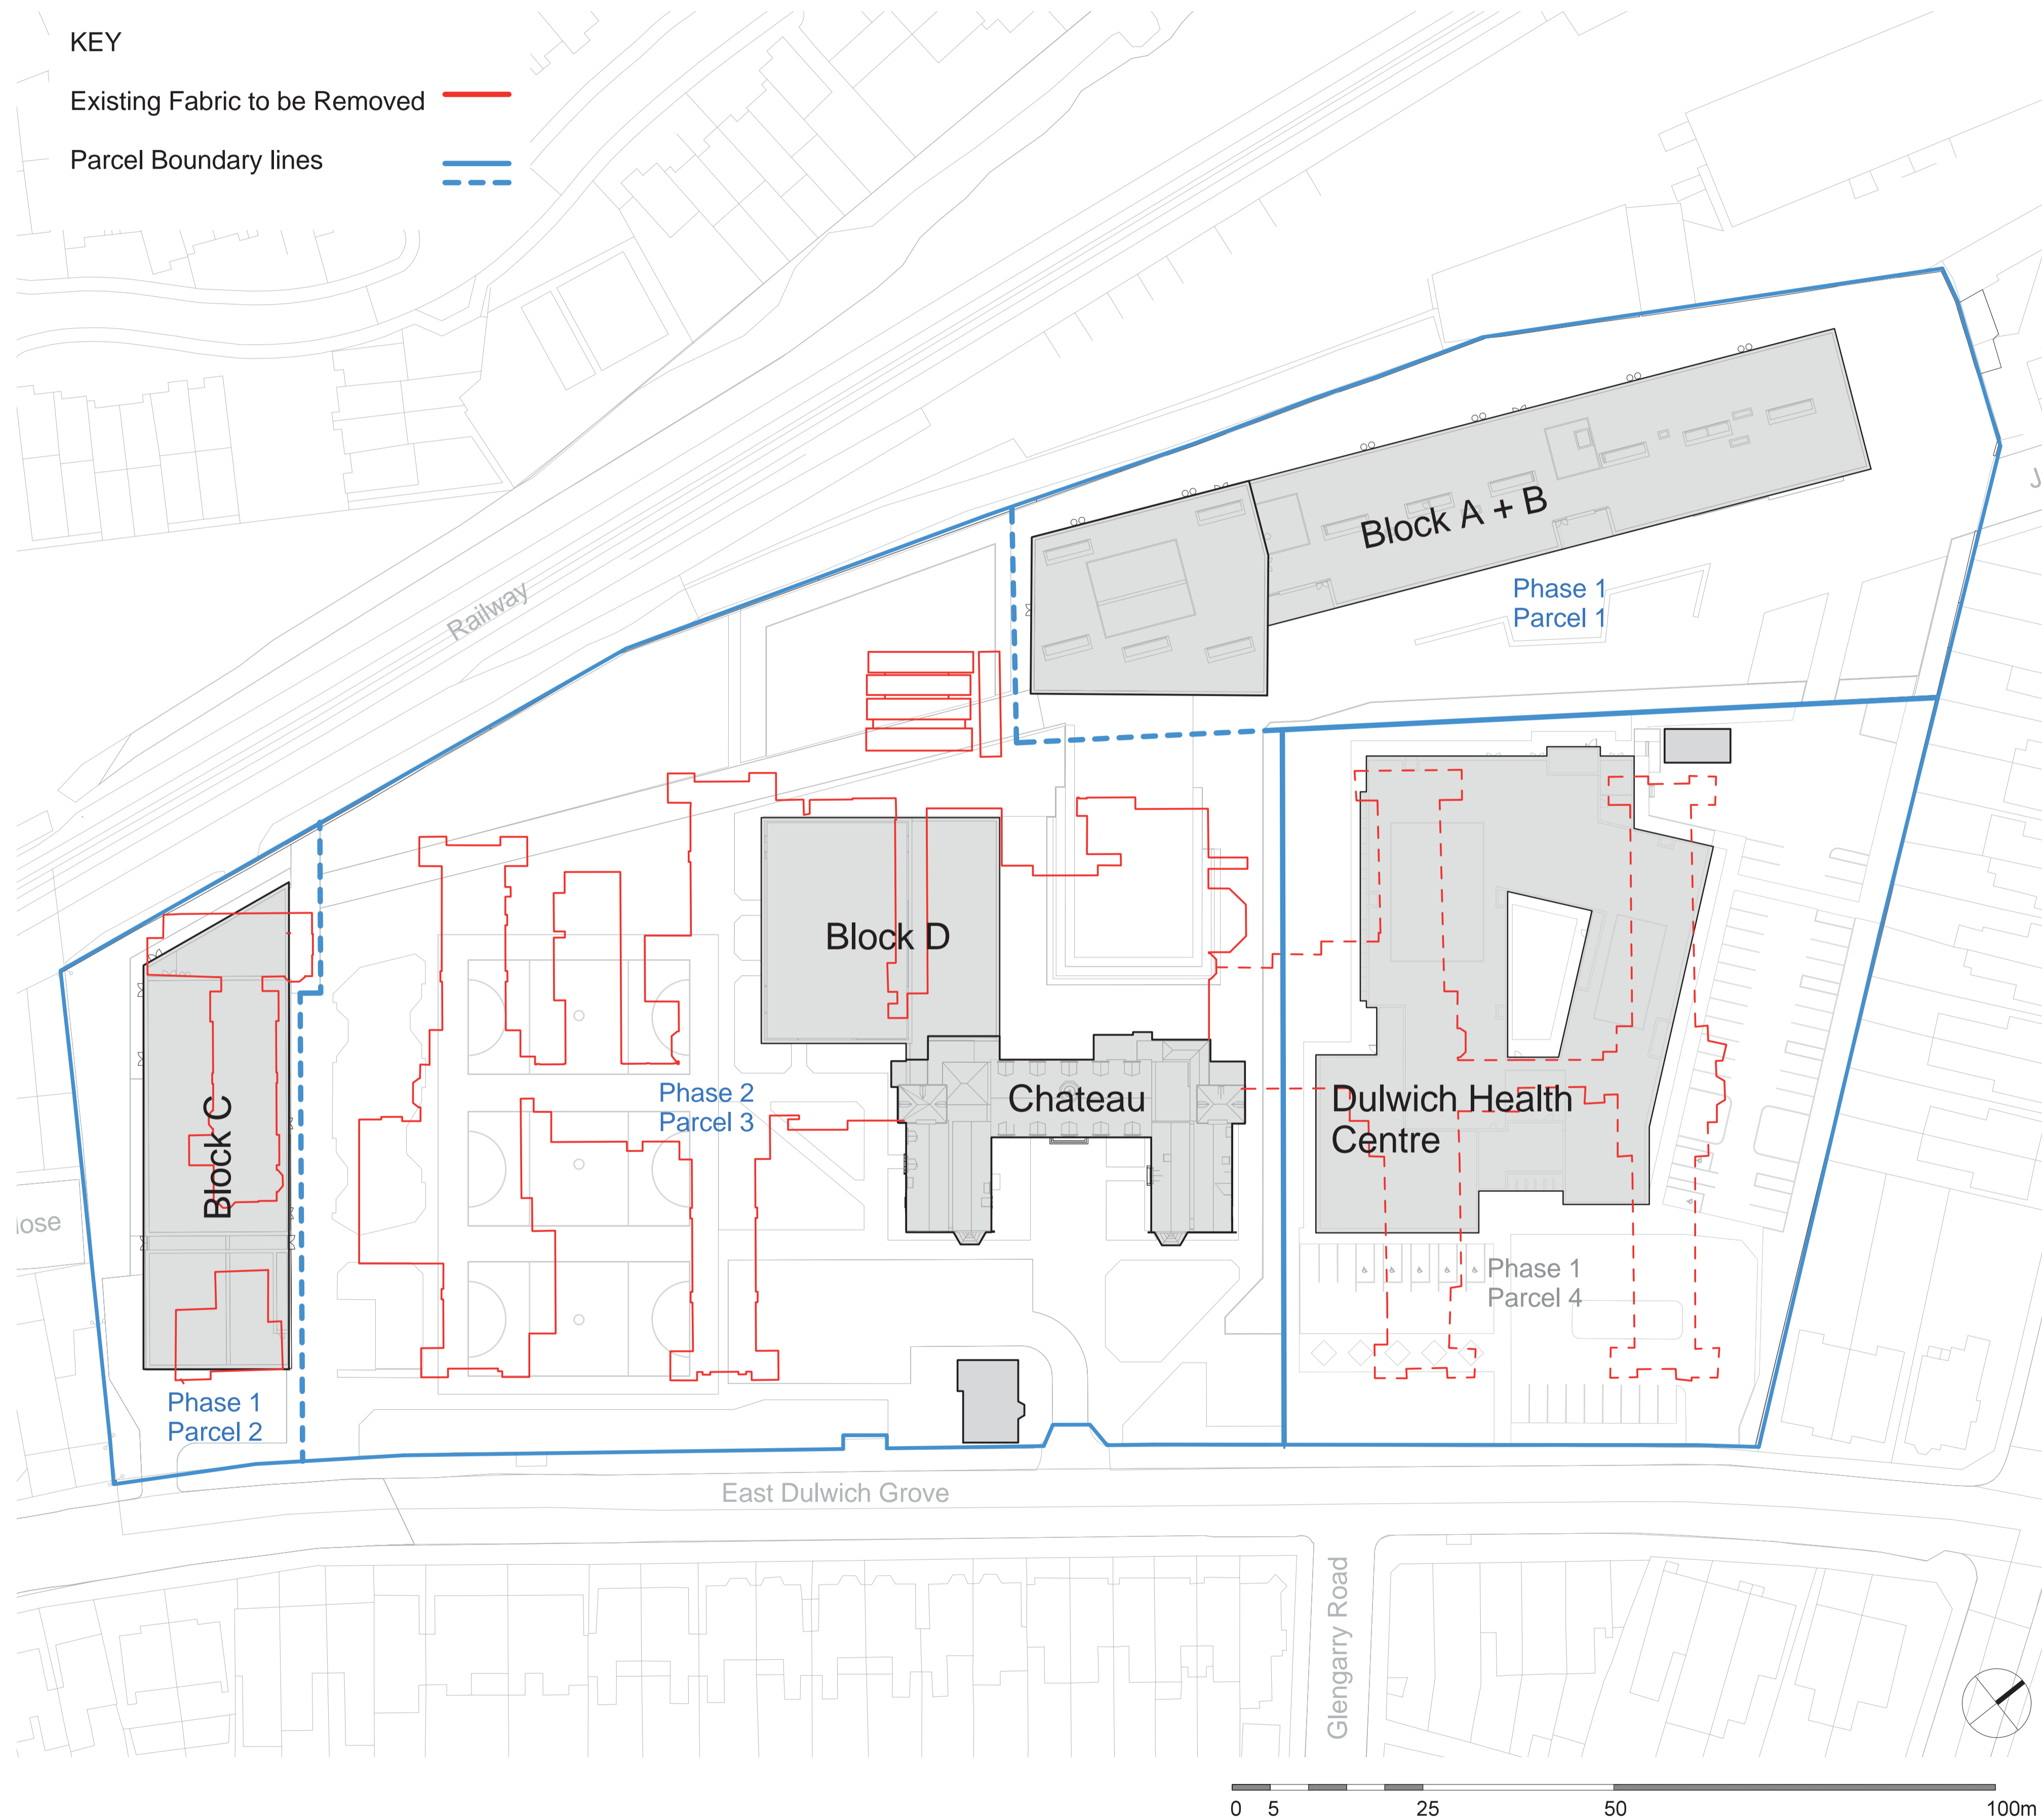 KEY
Existing Fabric to be Removed
Parcel Boundary lines
Railway
Block A + B
Phase 1
Parcel 1
J
Block D
Block C
Phase 2
Parcel 3
Chateau
Dulwich Health
Centre
ose
Phase 1
Parcel 4
Phase 1
Parcel 2
East Dulwich Grove
Glengarry Road
0 5 25 50 100m